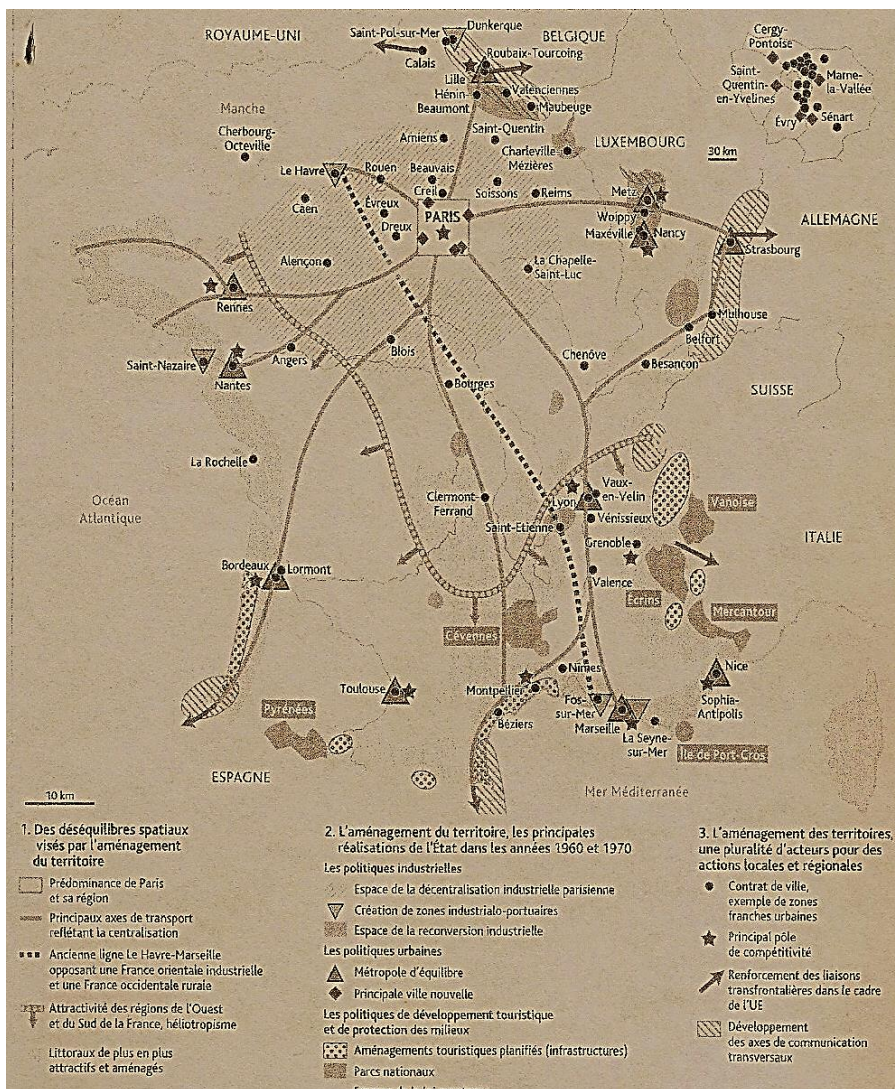 ROYAUME-UNI
Saint-Pol-sur-Mer
Dunkerque
BELGIQUE
Calais
Roubaix-Tourcoing
Lille
Hénin-
Beaumont
Valenciennes
Maubeuge
Cergy-
Pontoise
Saint-
Quentin-
en-Yvelines
Marne-
la-Vallée
Évry
Sénart
30 km
Manche
Cherbourg-
Octeville
Amiens
Saint-Quentin
Charleville
Mézières
LUXEMBOURG
Le Havre
Rouen
Beauvais
Creil
Soissons
Reims
Metz
Woippy
Maxéville
Nancy
ALLEMAGNE
Strasbourg
Caen
Évreux
Dreux
PARIS
Alençon
La Chapelle-
Saint-Luc
Rennes
Mulhouse
Belfort
Saint-Nazaire
Nantes
Angers
Blois
Chenôve
Besançon
Bourges
SUISSE
La Rochelle
Océan
Atlantique
Clermont-
Ferrand
Lyon
Vaux-
en-Velin
Vénissieux
Saint-Etienne
Vanoise
Grenoble
ITALIE
Bordeaux
Lormont
Valence
Écrins
Mercantour
Cévennes
Nîmes
Toulouse
Montpellier
Béziers
Fos-
sur-Mer
Marseille
La Seyne-
sur-Mer
Nice
Sophia-
Antipolis
Île de Port-Cros
Pyrénées
ESPAGNE
Mer Méditerranée
10 km
1. Des déséquilibres spatiaux
visés par l'aménagement
du territoire
Prédominance de Paris
et sa région
Principaux axes de transport
reflétant la centralisation
Ancienne ligne Le Havre-Marseille
opposant une France orientale industrielle
et une France occidentale rurale
Attractivité des régions de l'Ouest
et du Sud de la France, héliotropisme
Littoraux de plus en plus
attractifs et aménagés
2. L'aménagement du territoire, les principales
réalisations de l'État dans les années 1960 et 1970
Les politiques industrielles
Espace de la décentralisation industrielle parisienne
Création de zones industrialo-portuaires
Espace de la reconversion industrielle
Les politiques urbaines
Métropole d'équilibre
Principale ville nouvelle
Les politiques de développement touristique
et de protection des milieux
Aménagements touristiques planifiés (infrastructures)
Parcs nationaux
3. L'aménagement des territoires,
une pluralité d'acteurs pour des
actions locales et régionales
Contrat de ville,
exemple de zones
franches urbaines
Principal pôle
de compétitivité
Renforcement des liaisons
transfrontalières dans le cadre
de l'UE
Développement
des axes de communication
transversaux